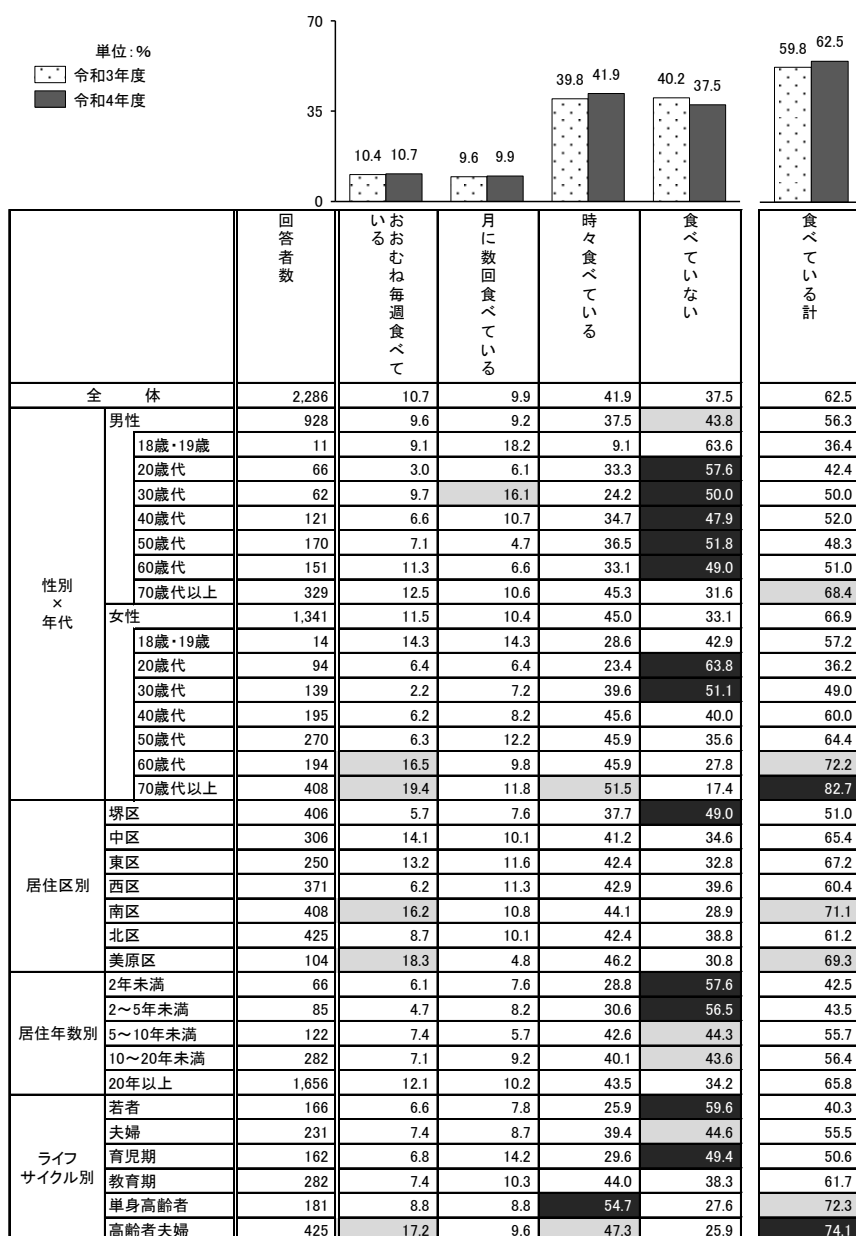 70
35
0
単位:%
令和3年度
令和4年度
10.4 10.7
9.6 9.9
39.8 41.9
40.2 37.5
59.8 62.5
回答者数
おおむね毎週食べて
いる
月に数回食べている
時々食べている
食べていない
食べている計
全 体 2,286 10.7 9.9 41.9 37.5 62.5
性別
×
年代
男性 928 9.6 9.2 37.5 43.8 56.3
18歳・19歳 11 9.1 18.2 9.1 63.6 36.4
20歳代 66 3.0 6.1 33.3 57.6 42.4
30歳代 62 9.7 16.1 24.2 50.0 50.0
40歳代 121 6.6 10.7 34.7 47.9 52.0
50歳代 170 7.1 4.7 36.5 51.8 48.3
60歳代 151 11.3 6.6 33.1 49.0 51.0
70歳代以上 329 12.5 10.6 45.3 31.6 68.4
女性 1,341 11.5 10.4 45.0 33.1 66.9
18歳・19歳 14 14.3 14.3 28.6 42.9 57.2
20歳代 94 6.4 6.4 23.4 63.8 36.2
30歳代 139 2.2 7.2 39.6 51.1 49.0
40歳代 195 6.2 8.2 45.6 40.0 60.0
50歳代 270 6.3 12.2 45.9 35.6 64.4
60歳代 194 16.5 9.8 45.9 27.8 72.2
70歳代以上 408 19.4 11.8 51.5 17.4 82.7
居住区別
堺区 406 5.7 7.6 37.7 49.0 51.0
中区 306 14.1 10.1 41.2 34.6 65.4
東区 250 13.2 11.6 42.4 32.8 67.2
西区 371 6.2 11.3 42.9 39.6 60.4
南区 408 16.2 10.8 44.1 28.9 71.1
北区 425 8.7 10.1 42.4 38.8 61.2
美原区 104 18.3 4.8 46.2 30.8 69.3
居住年数別
2年未満 66 6.1 7.6 28.8 57.6 42.5
2～5年未満 85 4.7 8.2 30.6 56.5 43.5
5～10年未満 122 7.4 5.7 42.6 44.3 55.7
10～20年未満 282 7.1 9.2 40.1 43.6 56.4
20年以上 1,656 12.1 10.2 43.5 34.2 65.8
ライフ
サイクル別
若者 166 6.6 7.8 25.9 59.6 40.3
夫婦 231 7.4 8.7 39.4 44.6 55.5
育児期 162 6.8 14.2 29.6 49.4 50.6
教育期 282 7.4 10.3 44.0 38.3 61.7
単身高齢者 181 8.8 8.8 54.7 27.6 72.3
高齢者夫婦 425 17.2 9.6 47.3 25.9 74.1